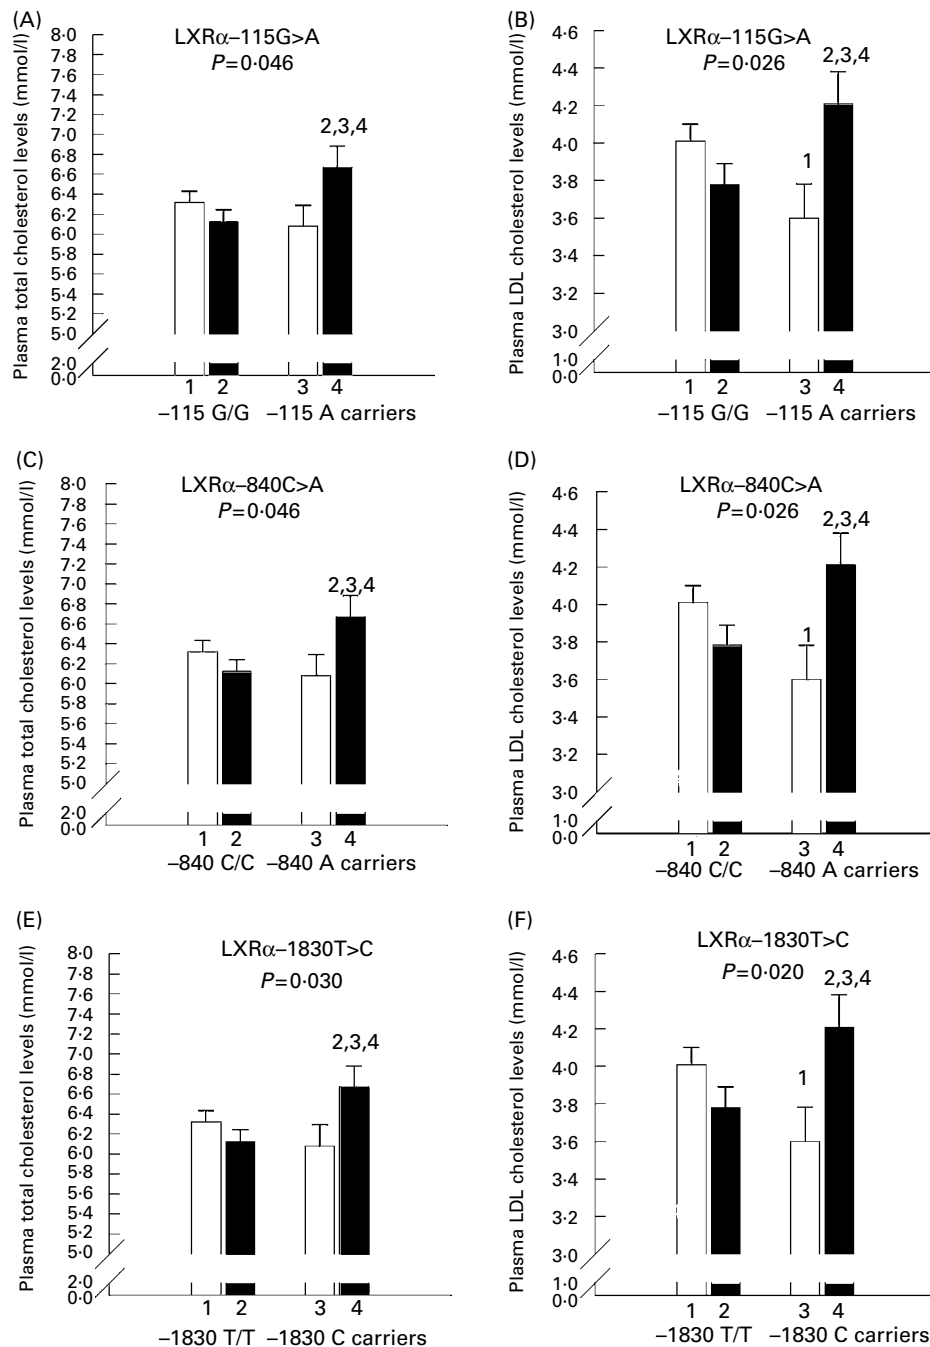 (A)
LXRα–115G>A
P=0·046
Plasma total cholesterol levels (mmol/l)
8·0
7·8
7·6
7·4
7·2
7·0
6·8
6·6
6·4
6·2
6·0
5·8
5·6
5·4
5·2
5·0
2·0
0·0
2,3,4
1 2 3 4
–115 G/G –115 A carriers
(B)
LXRα–115G>A
P=0·026
Plasma LDL cholesterol levels (mmol/l)
4·6
4·4
4·2
4·0
3·8
3·6
3·4
3·2
3·0
1·0
0·0
2,3,4
1
1 2 3 4
–115 G/G –115 A carriers
(C)
LXRα–840C>A
P=0·046
Plasma total cholesterol levels (mmol/l)
8·0
7·8
7·6
7·4
7·2
7·0
6·8
6·6
6·4
6·2
6·0
5·8
5·6
5·4
5·2
5·0
2·0
0·0
2,3,4
1 2 3 4
–840 C/C –840 A carriers
(D)
LXRα–840C>A
P=0·026
Plasma LDL cholesterol levels (mmol/l)
4·6
4·4
4·2
4·0
3·8
3·6
3·4
3·2
3·0
1·0
0·0
2,3,4
1
1 2 3 4
–840 C/C –840 A carriers
(E)
LXRα–1830T>C
P=0·030
Plasma total cholesterol levels (mmol/l)
8·0
7·8
7·6
7·4
7·2
7·0
6·8
6·6
6·4
6·2
6·0
5·8
5·6
5·4
5·2
5·0
2·0
0·0
2,3,4
1 2 3 4
–1830 T/T –1830 C carriers
(F)
LXRα–1830T>C
P=0·020
Plasma LDL cholesterol levels (mmol/l)
4·6
4·4
4·2
4·0
3·8
3·6
3·4
3·2
3·0
1·0
0·0
2,3,4
1
1 2 3 4
–1830 T/T –1830 C carriers